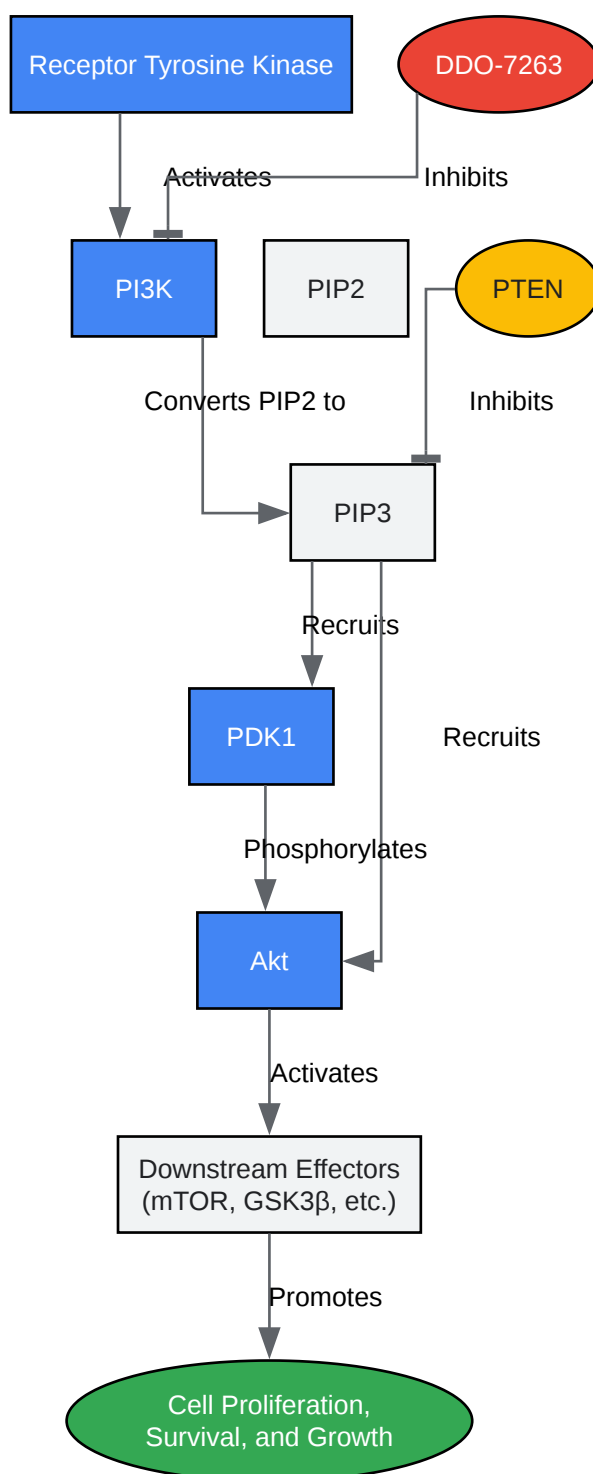 Receptor Tyrosine Kinase
DDO-7263
Activates
Inhibits
PI3K
PIP2
PTEN
Converts PIP2 to
Inhibits
PIP3
Recruits
PDK1
Recruits
Phosphorylates
Akt
Activates
Downstream Effectors
(mTOR, GSK3β, etc.)
Promotes
Cell Proliferation,
Survival, and Growth